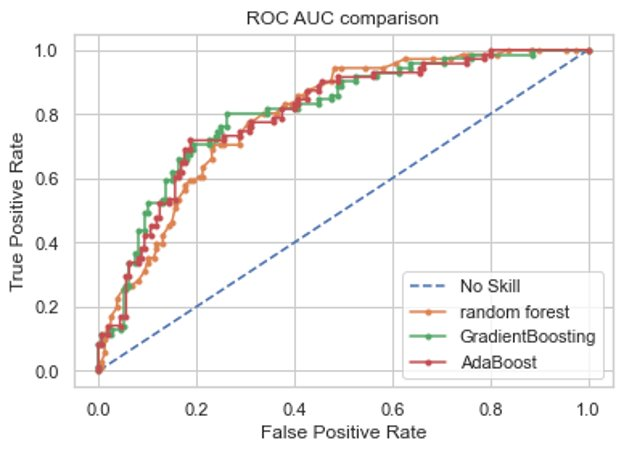 ROC AUC comparison
True Positive Rate
1.0
0.8
0.6
0.4
0.2
0.0
No Skill
random forest
GradientBoosting
AdaBoost
0.0 0.2 0.4 0.6 0.8 1.0
False Positive Rate